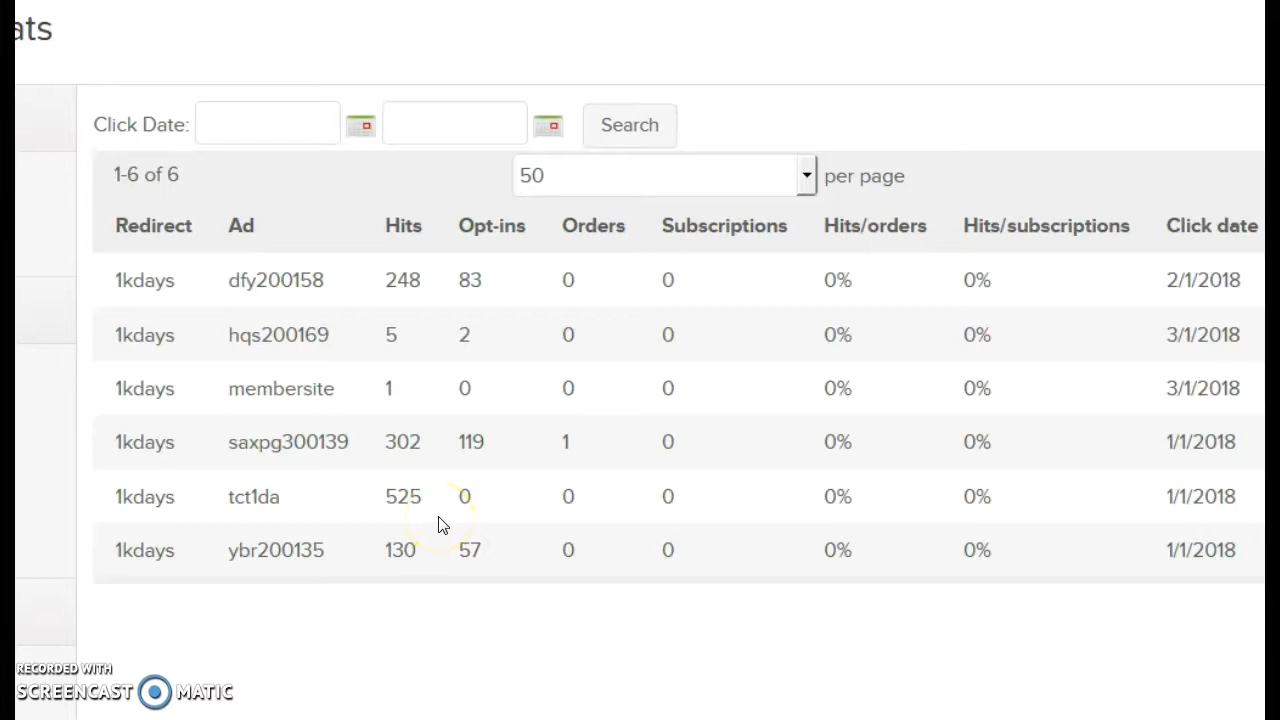 ats
Click Date: Search
1-6 of 6 50 per page
Redirect Ad Hits Opt-ins Orders Subscriptions Hits/orders Hits/subscriptions Click date
1kdays dfy200158 248 83 0 0 0% 0% 2/1/2018
1kdays hqs200169 5 2 0 0 0% 0% 3/1/2018
1kdays membersite 1 0 0 0 0% 0% 3/1/2018
1kdays saxpg300139 302 119 1 0 0% 0% 1/1/2018
1kdays tct1da 525 0 0 0 0% 0% 1/1/2018
1kdays ybr200135 130 57 0 0 0% 0% 1/1/2018
RECORDED WITH
SCREENCAST MATIC